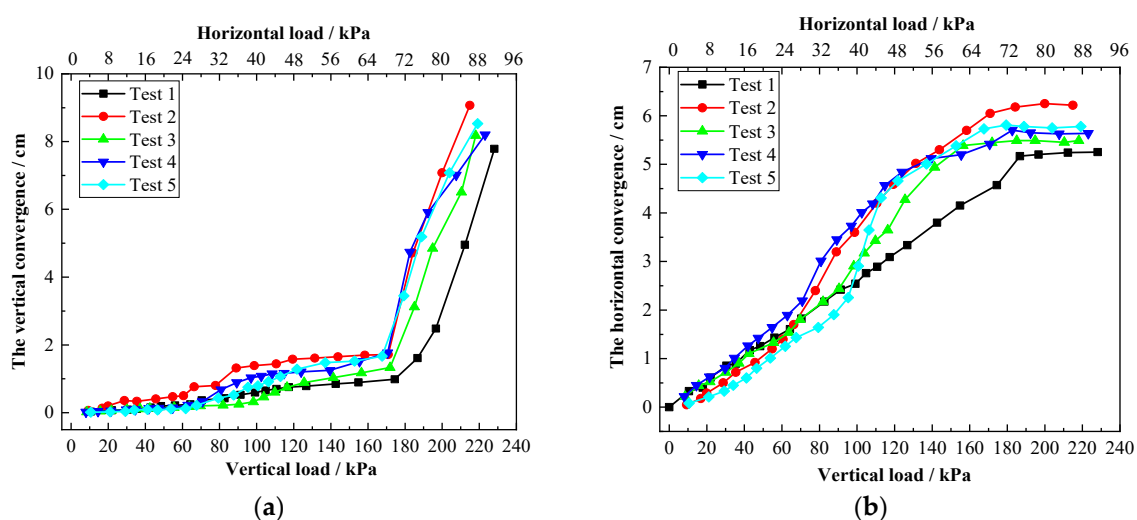 Horizontal load / kPa
0 8 16 24 32 40 48 56 64 72 80 88 96
10
8
6
4
2
0
The vertical convergence / cm
Test 1
Test 2
Test 3
Test 4
Test 5
0 20 40 60 80 100 120 140 160 180 200 220 240
Vertical load / kPa
(a)
Horizontal load / kPa
0 8 16 24 32 40 48 56 64 72 80 88 96
7
6
5
4
3
2
1
0
The horizontal convergence / cm
Test 1
Test 2
Test 3
Test 4
Test 5
0 20 40 60 80 100 120 140 160 180 200 220 240
Vertical load / kPa
(b)